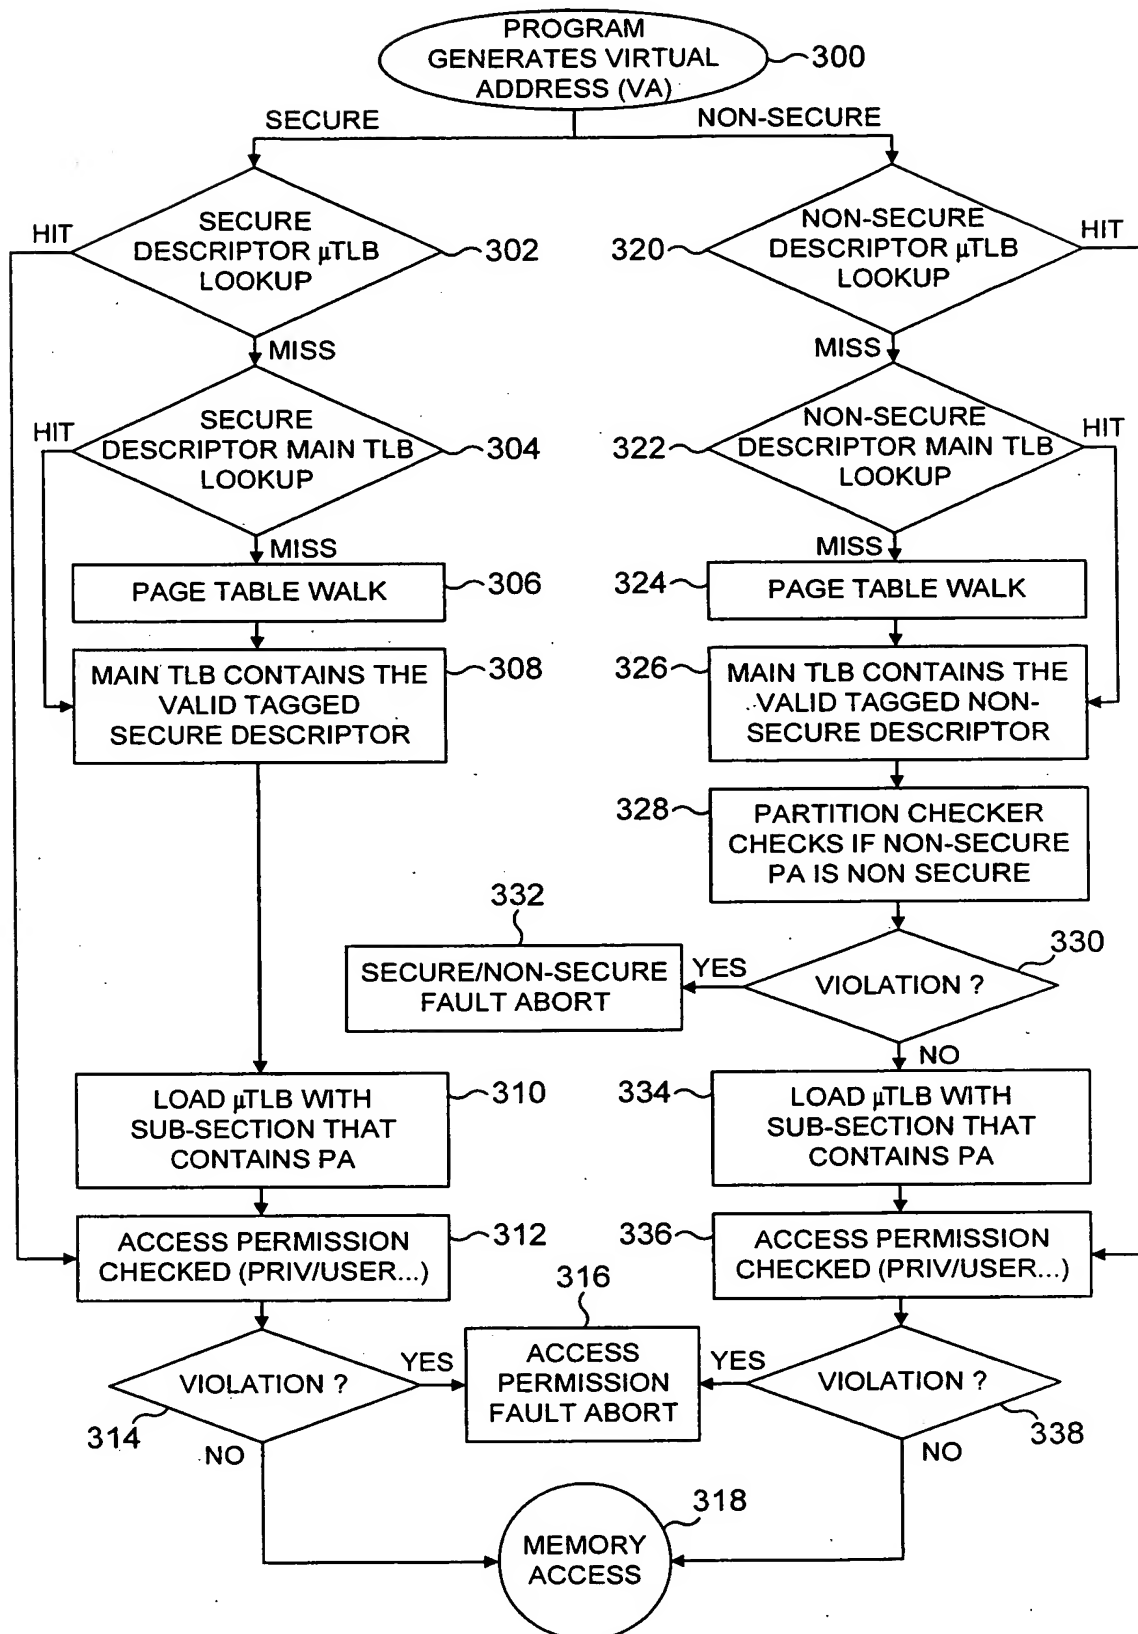 PROGRAM
GENERATES VIRTUAL
ADDRESS (VA)
300
SECURE
NON-SECURE
HIT
SECURE
DESCRIPTOR µTLB
LOOKUP
302
320
NON-SECURE
DESCRIPTOR µTLB
LOOKUP
HIT
MISS
MISS
HIT
SECURE
DESCRIPTOR MAIN TLB
LOOKUP
304
322
NON-SECURE
DESCRIPTOR MAIN TLB
LOOKUP
HIT
MISS
MISS
PAGE TABLE WALK
306
324
PAGE TABLE WALK
MAIN TLB CONTAINS THE
VALID TAGGED
SECURE DESCRIPTOR
308
326
MAIN TLB CONTAINS THE
VALID TAGGED NON-
SECURE DESCRIPTOR
328
PARTITION CHECKER
CHECKS IF NON-SECURE
PA IS NON SECURE
332
SECURE/NON-SECURE
FAULT ABORT
YES
VIOLATION ?
330
NO
LOAD µTLB WITH
SUB-SECTION THAT
CONTAINS PA
310
334
LOAD µTLB WITH
SUB-SECTION THAT
CONTAINS PA
ACCESS PERMISSION
CHECKED (PRIV/USER...)
312
336
ACCESS PERMISSION
CHECKED (PRIV/USER...)
316
VIOLATION ?
YES
ACCESS
PERMISSION
FAULT ABORT
YES
VIOLATION ?
314
338
NO
NO
318
MEMORY
ACCESS